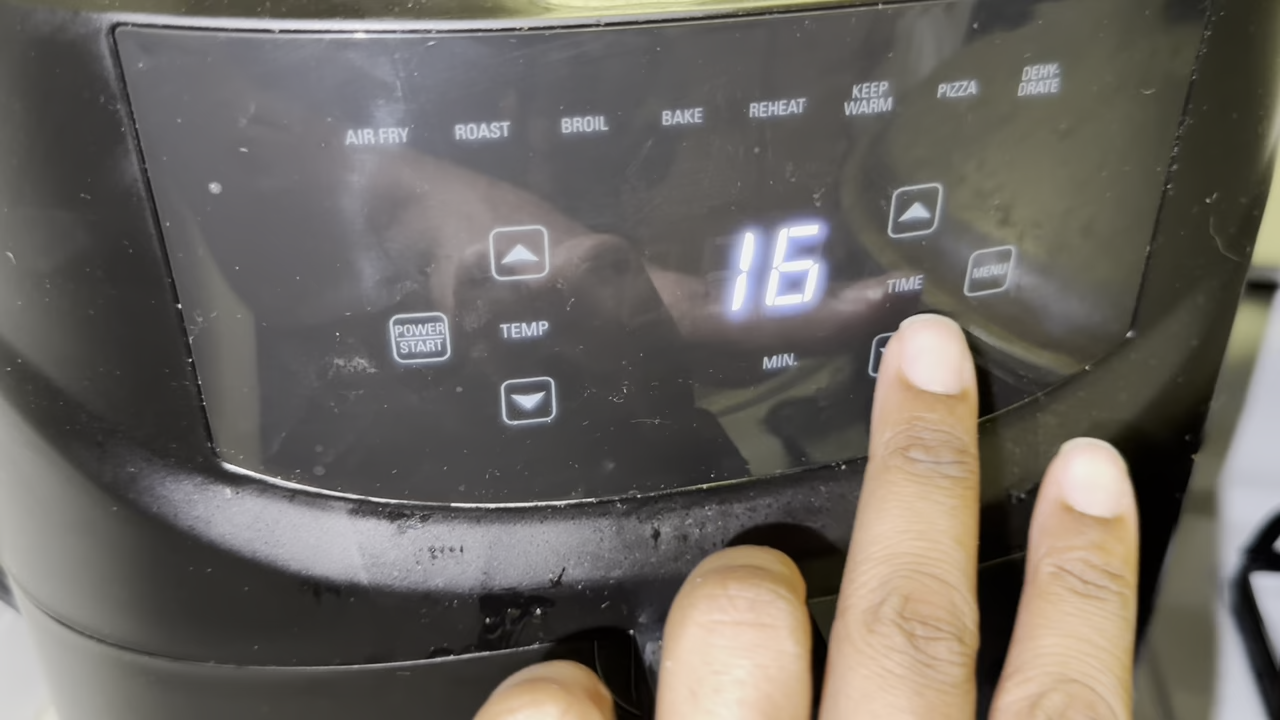 AIR FRY
ROAST
BROIL
BAKE
REHEAT
KEEP
WARM
PIZZA
DEHY-
DRATE
16
TIME
MENU
POWER
START
TEMP
MIN.